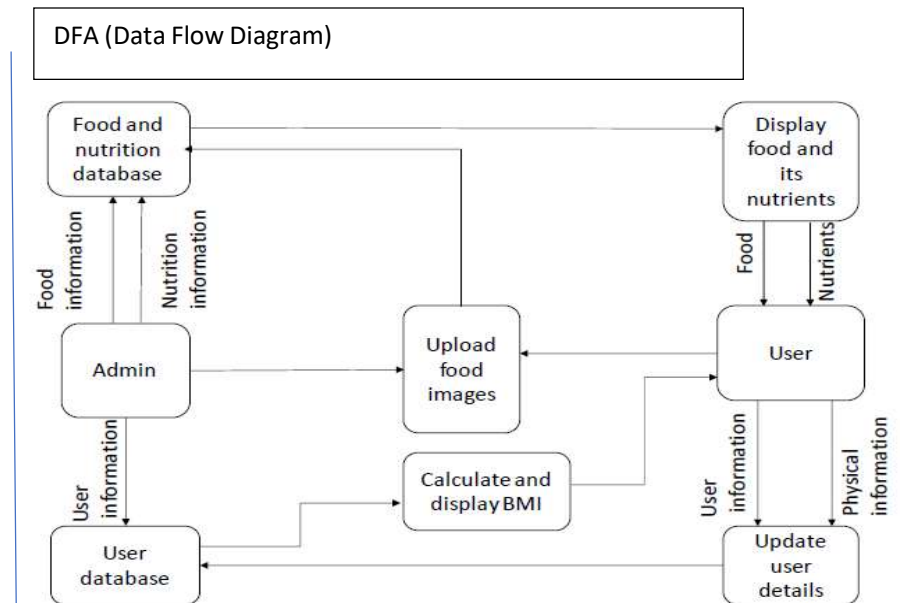 DFA (Data Flow Diagram)
Food and
nutrition
database
Display
food and
its
nutrients
Food
information
Nutrition
information
Food
Nutrients
Admin
Upload
food
images
User
User
information
Calculate and
display BMI
User
information
Physical
information
User
database
Update
user
details